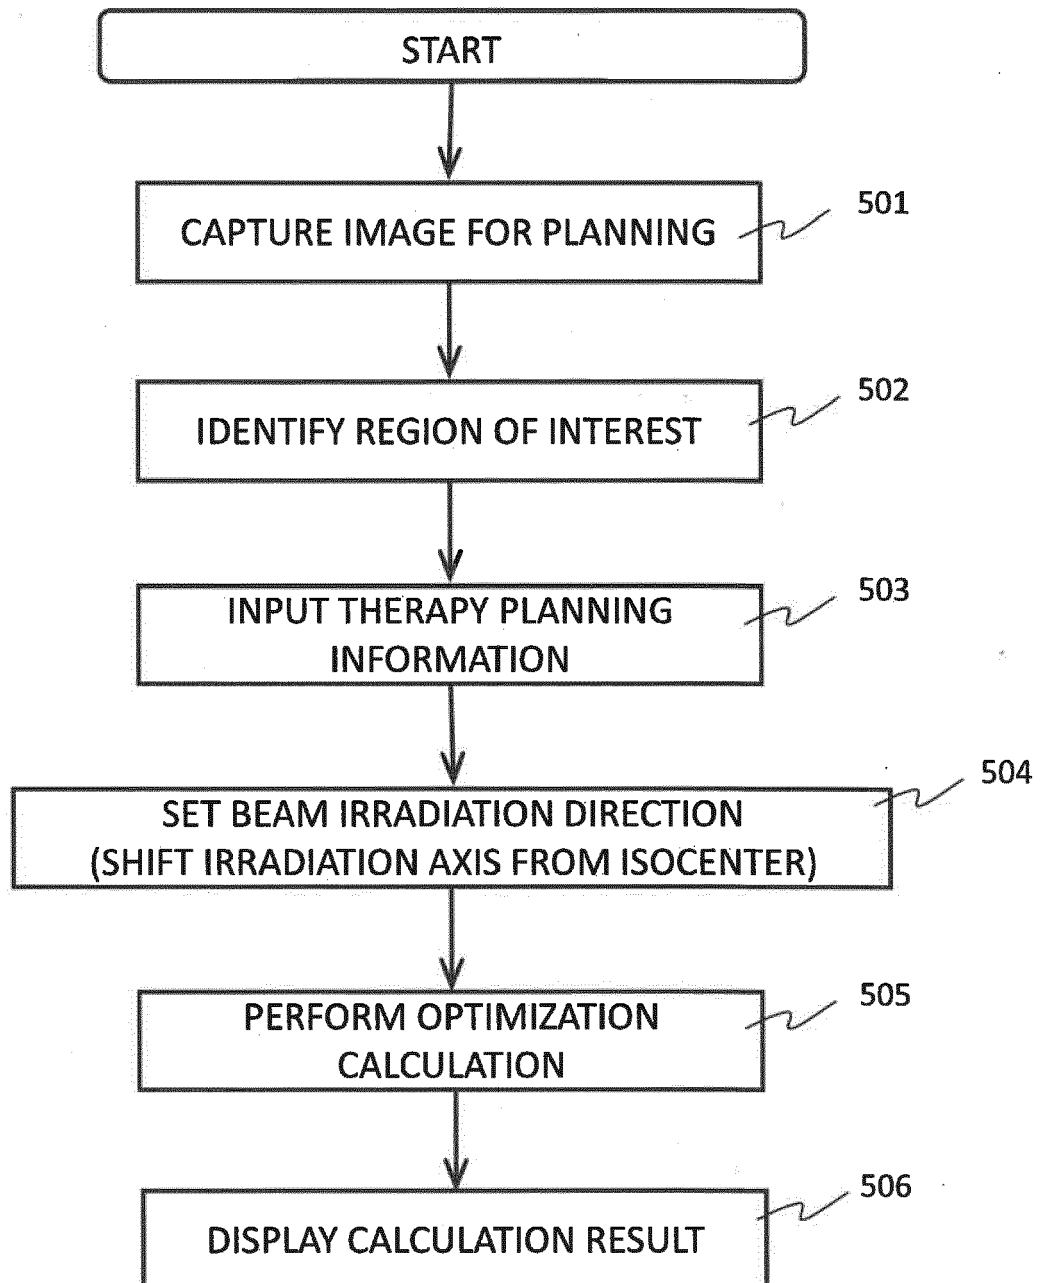 START
CAPTURE IMAGE FOR PLANNING
501
IDENTIFY REGION OF INTEREST
502
INPUT THERAPY PLANNING
INFORMATION
503
SET BEAM IRRADIATION DIRECTION
(SHIFT IRRADIATION AXIS FROM ISOCENTER)
504
PERFORM OPTIMIZATION
CALCULATION
505
DISPLAY CALCULATION RESULT
506